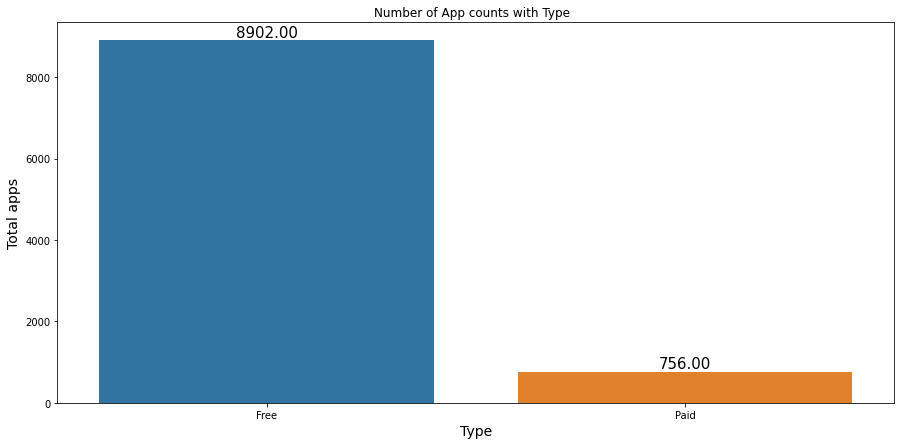 Number of App counts with Type
8902.00
8000
6000
Total apps
4000
2000
756.00
0
Free
Paid
Type